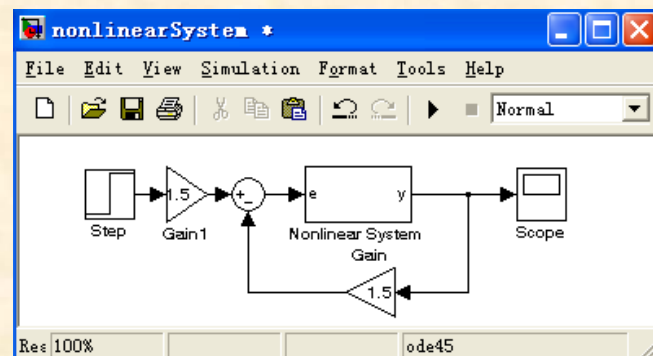 nonlinearSystem *
File Edit View Simulation Format Tools Help
Normal
1.5 + - e y
Step Gain1 Nonlinear System Scope
Gain
1.5
100% ode45